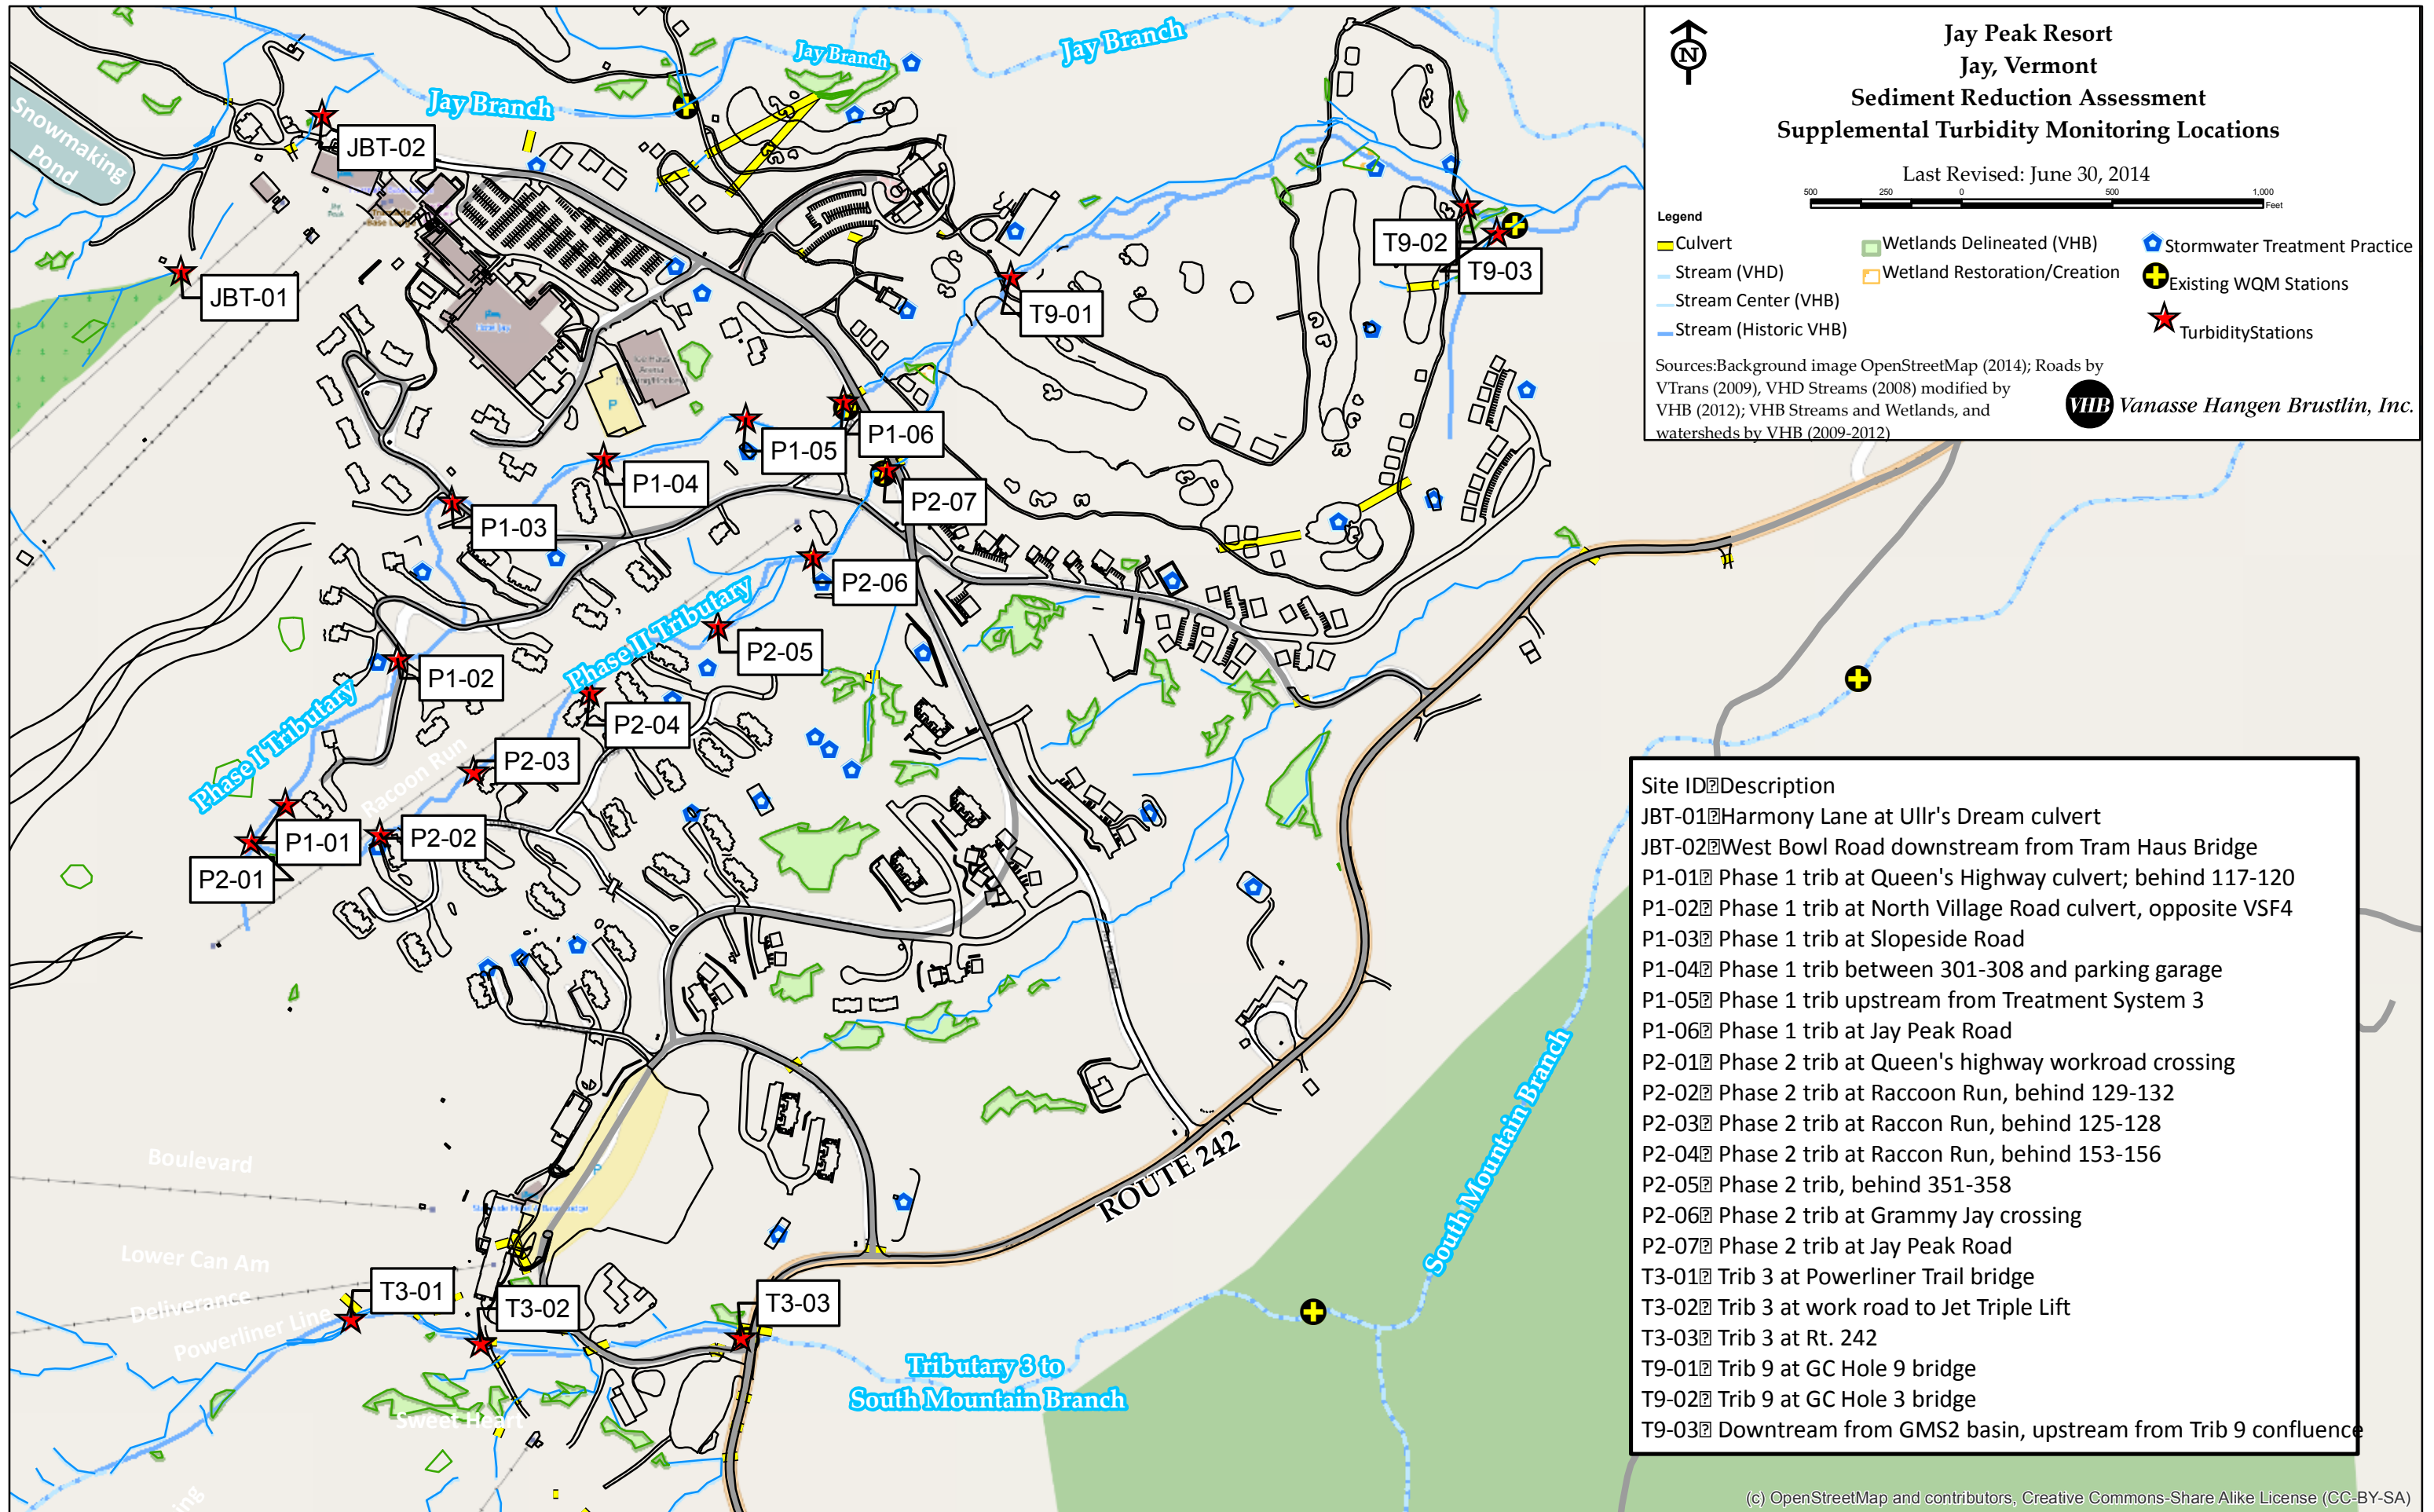 Jay Peak Resort
Jay, Vermont
Sediment Reduction Assessment
Supplemental Turbidity Monitoring Locations
Last Revised: June 30, 2014
500 250 0 500 1,000
Feet
N
Legend
Culvert
Stream (VHD)
Stream Center (VHB)
Stream (Historic VHB)
Wetlands Delineated (VHB)
Wetland Restoration/Creation
Stormwater Treatment Practice
Existing WQM Stations
TurbidityStations
Sources:Background image OpenStreetMap (2014); Roads by
VTrans (2009), VHD Streams (2008) modified by
VHB (2012); VHB Streams and Wetlands, and
watersheds by VHB (2009-2012)
VHB Vanasse Hangen Brustlin, Inc.
Jay Branch
Jay Branch
Jay Branch
Snowmaking
Pond
JBT-02
JBT-01
T9-02
T9-03
T9-01
P1-06
P1-05
P1-04
P1-03
P2-07
P2-06
P2-05
P2-04
P2-03
P1-02
P1-01
P2-02
P2-01
P
Phase II Tributary
Phase I Tributary
Racoon Run
Boulevard
Lower Can Am
Deliverance
Powerliner Line
Sweet Heart
P
ROUTE 242
South Mountain Branch
T3-01
T3-02
T3-03
Tributary 3 to
South Mountain Branch
Site ID Description
JBT-01 Harmony Lane at Ullr's Dream culvert
JBT-02 West Bowl Road downstream from Tram Haus Bridge
P1-01 Phase 1 trib at Queen's Highway culvert; behind 117-120
P1-02 Phase 1 trib at North Village Road culvert, opposite VSF4
P1-03 Phase 1 trib at Slopeside Road
P1-04 Phase 1 trib between 301-308 and parking garage
P1-05 Phase 1 trib upstream from Treatment System 3
P1-06 Phase 1 trib at Jay Peak Road
P2-01 Phase 2 trib at Queen's highway workroad crossing
P2-02 Phase 2 trib at Raccoon Run, behind 129-132
P2-03 Phase 2 trib at Raccon Run, behind 125-128
P2-04 Phase 2 trib at Raccon Run, behind 153-156
P2-05 Phase 2 trib, behind 351-358
P2-06 Phase 2 trib at Grammy Jay crossing
P2-07 Phase 2 trib at Jay Peak Road
T3-01 Trib 3 at Powerliner Trail bridge
T3-02 Trib 3 at work road to Jet Triple Lift
T3-03 Trib 3 at Rt. 242
T9-01 Trib 9 at GC Hole 9 bridge
T9-02 Trib 9 at GC Hole 3 bridge
T9-03 Downtream from GMS2 basin, upstream from Trib 9 confluence
(c) OpenStreetMap and contributors, Creative Commons-Share Alike License (CC-BY-SA)